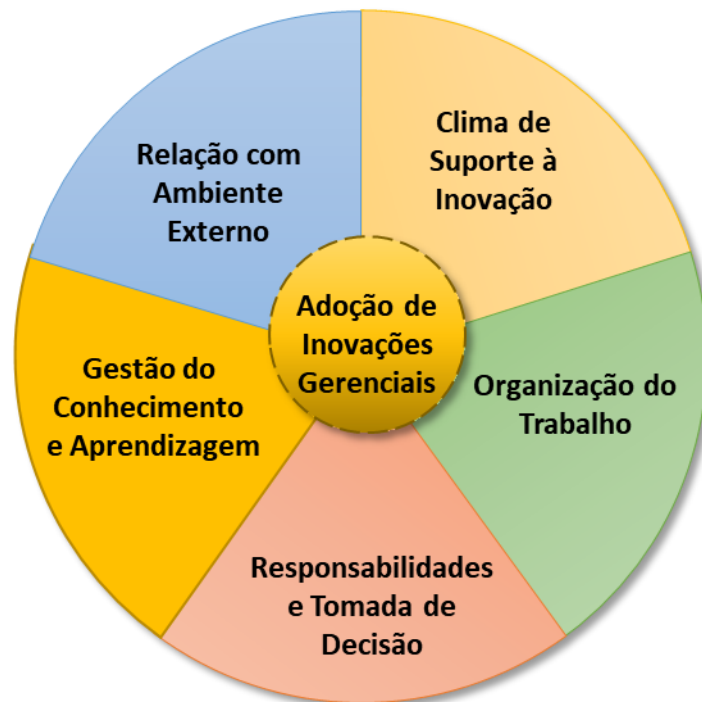 Clima de
Suporte à
Inovação
Relação com
Ambiente
Externo
Adoção de
Inovações
Gerenciais
Organização do
Trabalho
Gestão do
Conhecimento
e Aprendizagem
Responsabilidades
e Tomada de
Decisão